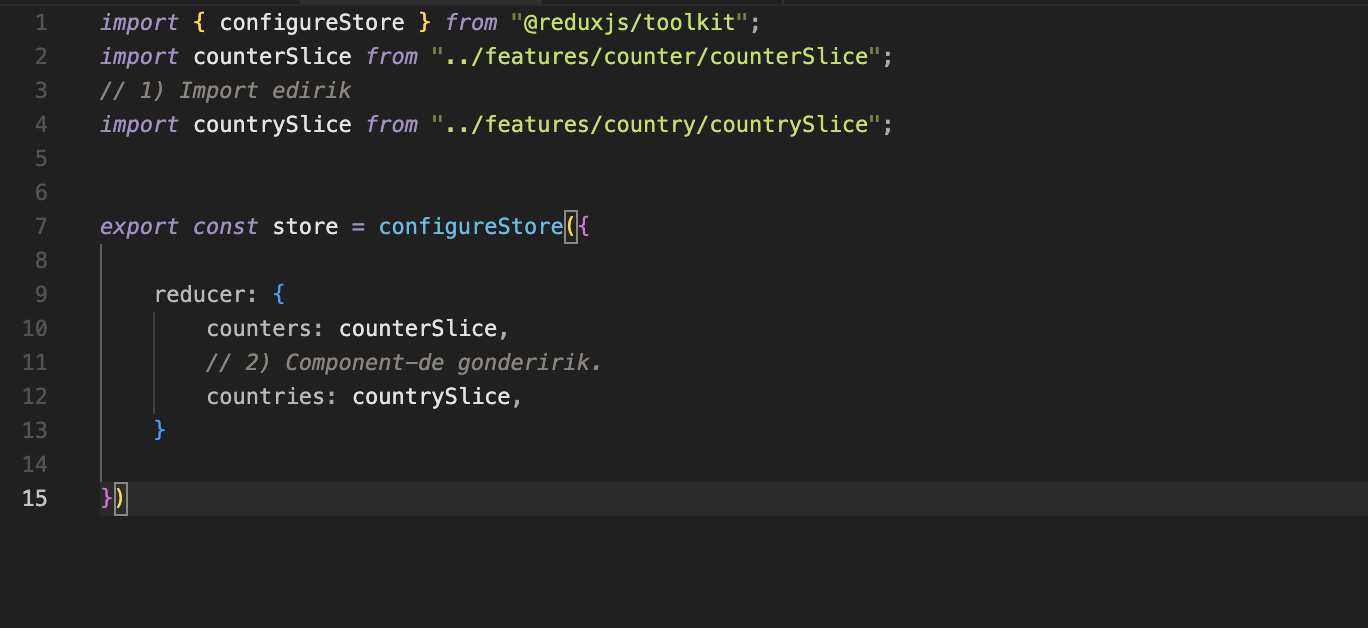 1 import { configureStore } from "@reduxjs/toolkit";
2 import counterSlice from "../features/counter/counterSlice";
3 // 1) Import edirik
4 import countrySlice from "../features/country/countrySlice";
5
6
7 export const store = configureStore({
8
9 reducer: {
10 counters: counterSlice,
11 // 2) Component-de gonderirik.
12 countries: countrySlice,
13 }
14
15 })